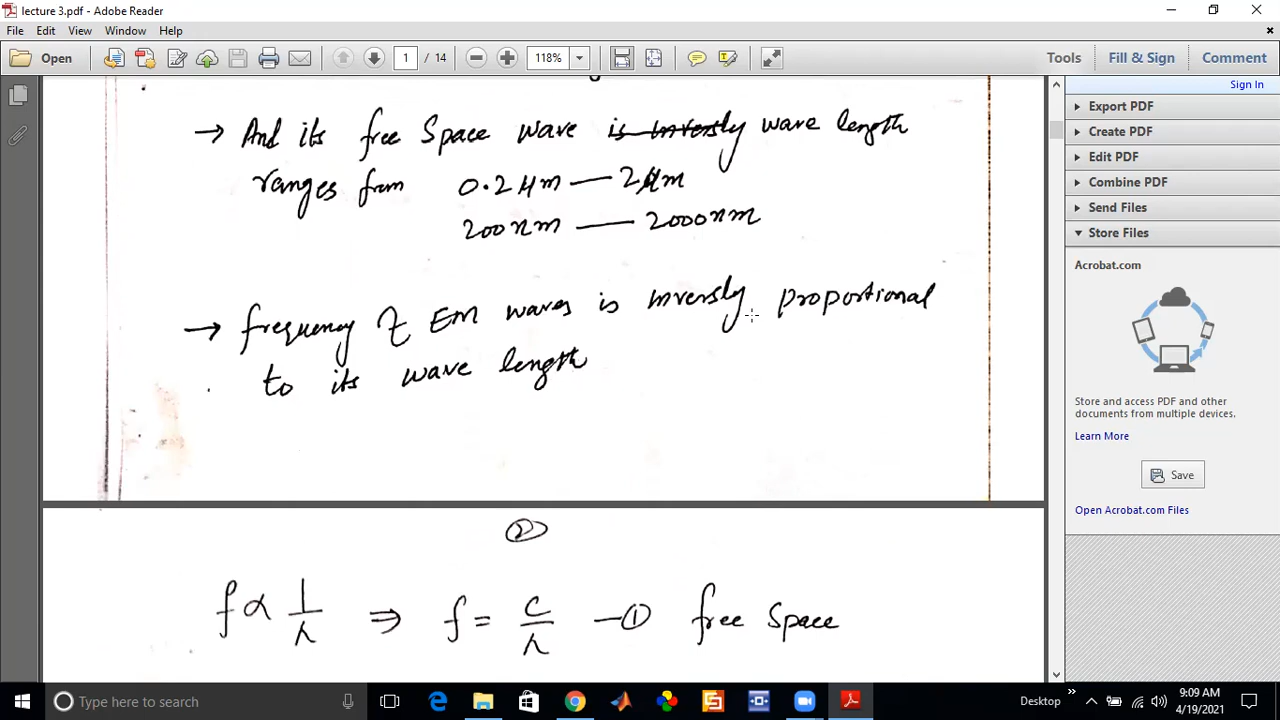 lecture 3.pdf - Adobe Reader
File Edit View Window Help
Open 1 / 14 118% Tools Fill & Sign Comment
→ And its free Space wave is inversly wave length
ranges from 0.2 μm — 2 μm
200 nm — 2000 nm
→ frequency of EM waves is inversly proportional
to its wave length
②
f ∝ 1/λ ⇒ f = c/λ — ① free Space
Sign In
Export PDF
Create PDF
Edit PDF
Combine PDF
Send Files
Store Files
Acrobat.com
Store and access PDF and other
documents from multiple devices.
Learn More
Save
Open Acrobat.com Files
Type here to search
Desktop
9:09 AM
4/19/2021